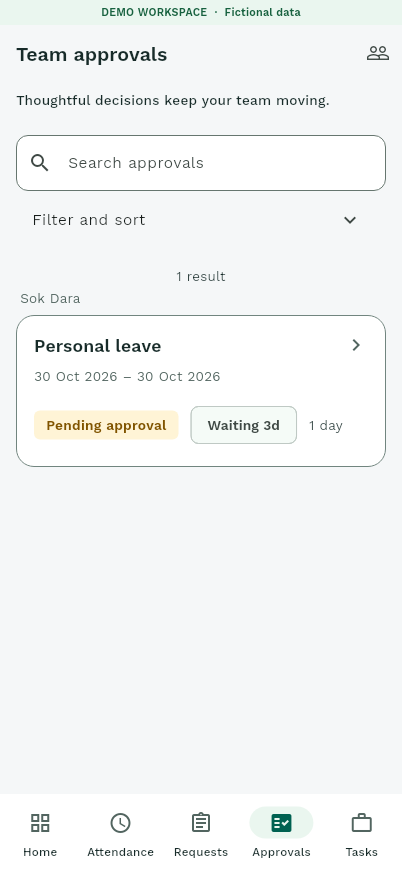 DEMO WORKSPACE · Fictional data
Team approvals
Thoughtful decisions keep your team moving.
Search approvals
Filter and sort
1 result
Sok Dara
Personal leave
30 Oct 2026 – 30 Oct 2026
Pending approval Waiting 3d 1 day
Home Attendance Requests Approvals Tasks